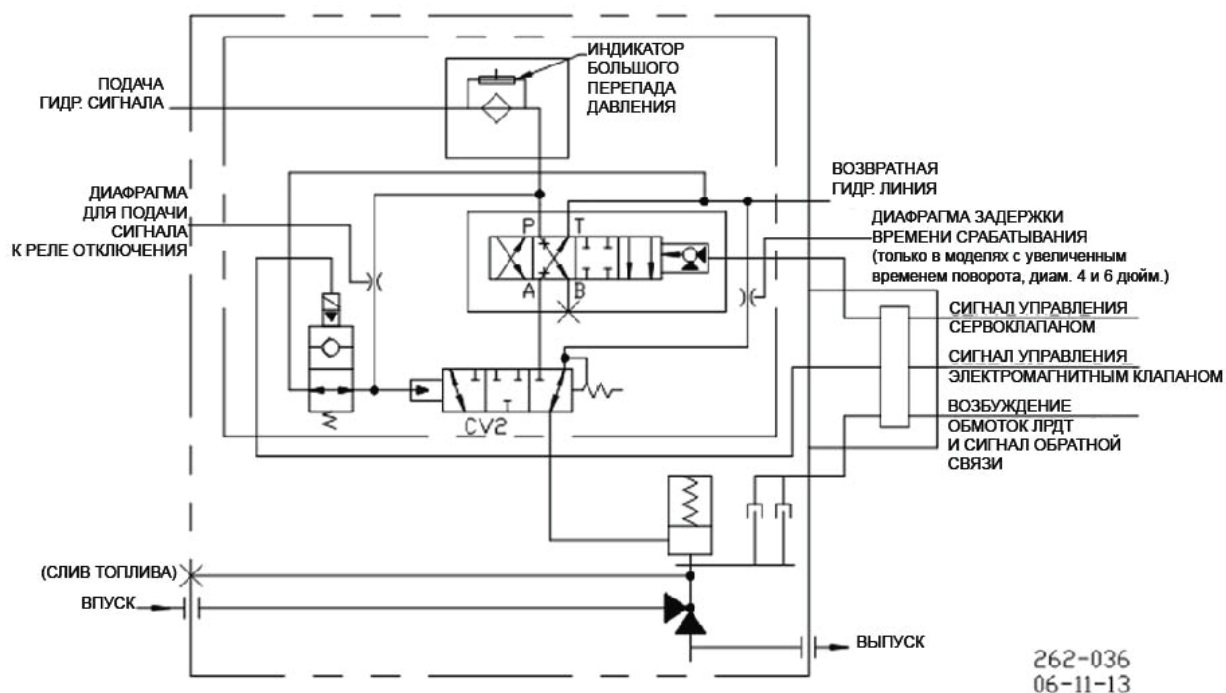 ИНДИКАТОР
БОЛЬШОГО
ПЕРЕПАДА
ДАВЛЕНИЯ
ПОДАЧА
ГИДР. СИГНАЛА
ДИАФРАГМА
ДЛЯ ПОДАЧИ
СИГНАЛА
К РЕЛЕ ОТКЛЮЧЕНИЯ
ВОЗВРАТНАЯ
ГИДР. ЛИНИЯ
ДИАФРАГМА ЗАДЕРЖКИ
ВРЕМЕНИ СРАБАТЫВАНИЯ
(только в моделях с увеличенным
временем поворота, диам. 4 и 6 дюйм.)
P T
A B
СИГНАЛ УПРАВЛЕНИЯ
СЕРВОКЛАПАНОМ
СИГНАЛ УПРАВЛЕНИЯ
ЭЛЕКТРОМАГНИТНЫМ КЛАПАНОМ
ВОЗБУЖДЕНИЕ
ОБМОТОК ЛРДТ
И СИГНАЛ ОБРАТНОЙ
СВЯЗИ
CV2
(СЛИВ ТОПЛИВА)
ВПУСК
ВЫПУСК
262-036
06-11-13